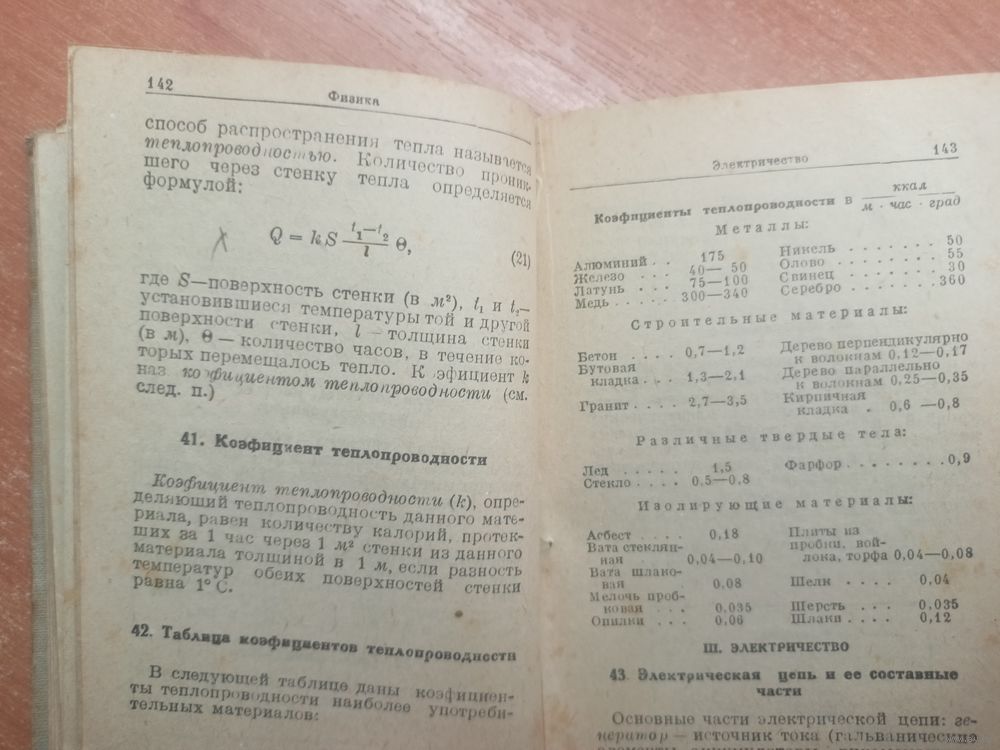 142
Физика
способ распространения тепла называется
теплопроводностью. Количество проник-
шего через стенку тепла определяется
формулой:
Q = k S (t₁—t₂)/l Θ, (21)
где S—поверхность стенки (в м²), t₁ и t₂—
установившиеся температуры той и другой
поверхности стенки, l — толщина стенки
(в м), Θ — количество часов, в течение ко-
торых перемещалось тепло. К эфициент k
наз. коэфициентом теплопроводности (см.
след. п.)
41. Коэфициент теплопроводности
Коэфициент теплопроводности (k), опре-
деляющий теплопроводность данного мате-
риала, равен количеству калорий, протек-
ших за 1 час через 1 м² стенки из данного
материала толщиной в 1 м, если разность
температур обеих поверхностей стенки
равна 1° С.
42. Таблица коэфициентов теплопроводности
В следующей таблице даны коэфициен-
ты теплопроводности наиболее употреби-
тельных материалов:
Электричество
143
Коэфициенты теплопроводности в ккал / м · час · град
Металлы:
Алюминий . . 175
Железо . . . 40— 50
Латунь . . . 75—100
Медь . . . . 300—340
Никель . . . . . . . 50
Олово . . . . . . . 55
Свинец . . . . . . . 30
Серебро . . . . . . . 360
Строительные материалы:
Бетон . . . . 0,7—1,2
Бутовая
кладка . . . 1,3—2,1
Гранит . . . . 2,7—3,5
Дерево перпендикулярно
к волокнам 0,12—0,17
Дерево параллельно
к волокнам 0,25—0,35
Кирпичная
кладка . 0,6 —0,8
Различные твердые тела:
Лед . . . . . . 1,5
Стекло . . . . 0,5—0,8
Фарфор . . . . . . . . 0,9
Изолирующие материалы:
Асбест . . . . 0,18
Вата стеклян-
ная . . . . 0,04—0,10
Вата шлако-
вая 0,08
Мелочь проб-
ковая . . . 0,035
Опилки . . . . 0,06
Плиты из
пробки, вой-
лока, торфа 0,04—0,08
Шелк . . . . 0,04
Шерсть . . . 0,035
Шлаки . . . . 0,12
III. ЭЛЕКТРИЧЕСТВО
43. Электрическая цепь и ее составные
части
Основные части электрической цепи: ге-
нератор — источник тока (гальванические